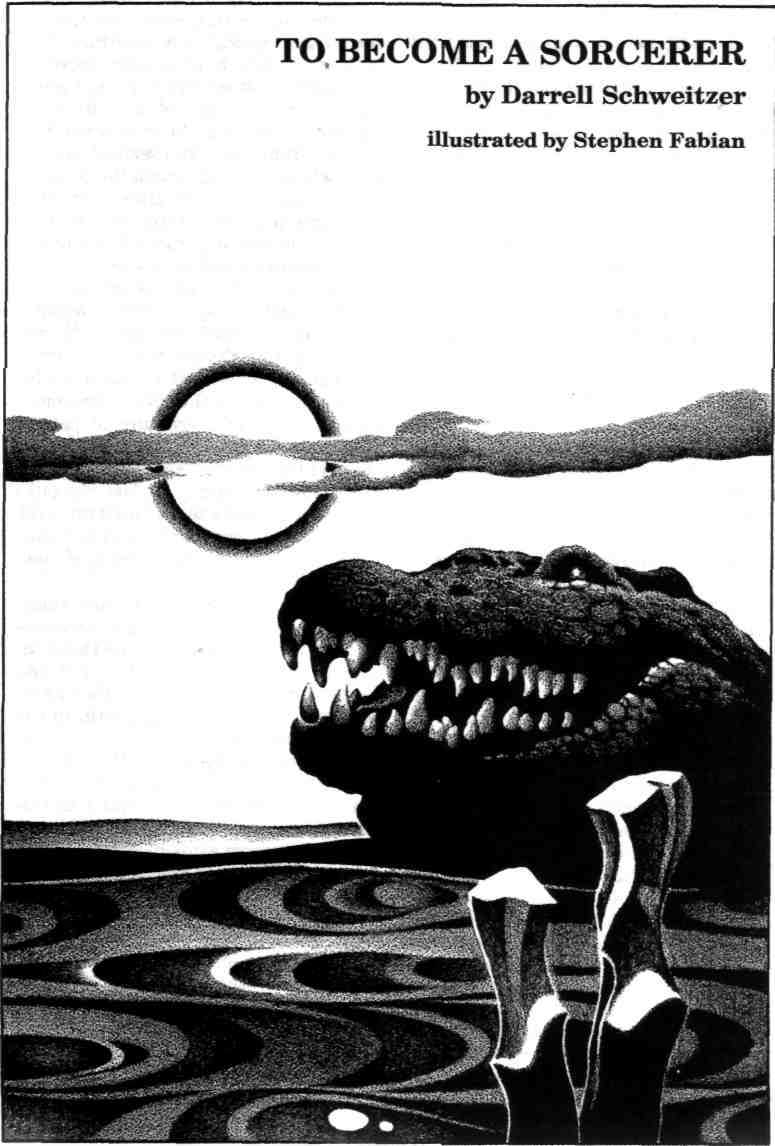 TO BECOME A SORCERER
by Darrell Schweitzer
illustrated by Stephen Fabian